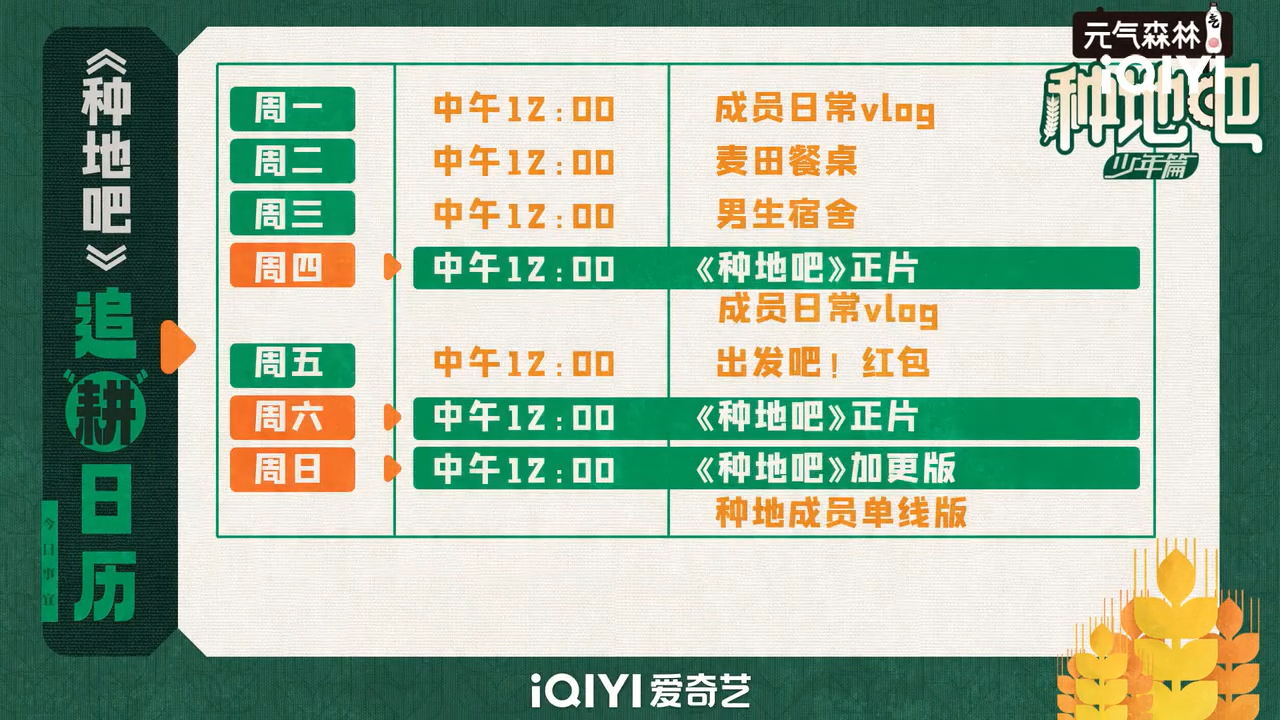 《种地吧》追"耕"日历
今日事宜
元气森林
iQIYI
种地吧
少年篇
周一 中午12:00 成员日常vlog
周二 中午12:00 麦田餐桌
周三 中午12:00 男生宿舍
周四 中午12:00 《种地吧》正片
成员日常vlog
周五 中午12:00 出发吧！红包
周六 中午12:00 《种地吧》正片
周日 中午12:00 《种地吧》加更版
种地成员单线版
iQIYI 爱奇艺